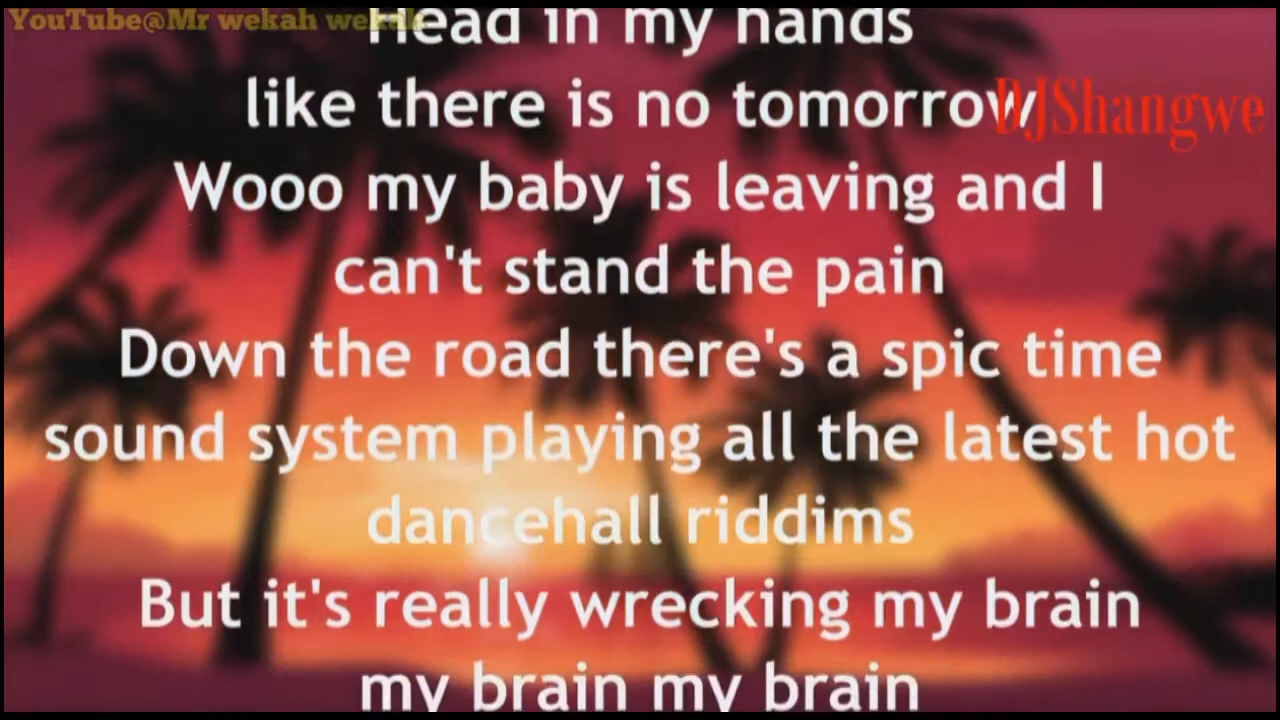 YouTube@Mr wekah wekah
Head in my hands
like there is no tomorrow
DJShangwe
Wooo my baby is leaving and I
can't stand the pain
Down the road there's a spic time
sound system playing all the latest hot
dancehall riddims
But it's really wrecking my brain
my brain my brain